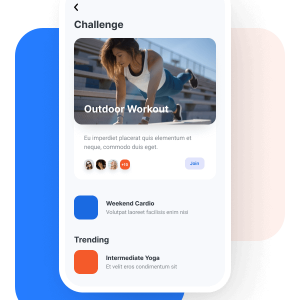 Challenge
Outdoor Workout
Eu imperdiet placerat quis elementum et
neque, commodo duis eget.
+19
JOIN
Weekend Cardio
Volutpat laoreet facilisis enim nisi
Trending
Intermediate Yoga
Et velit eros condimentum sit